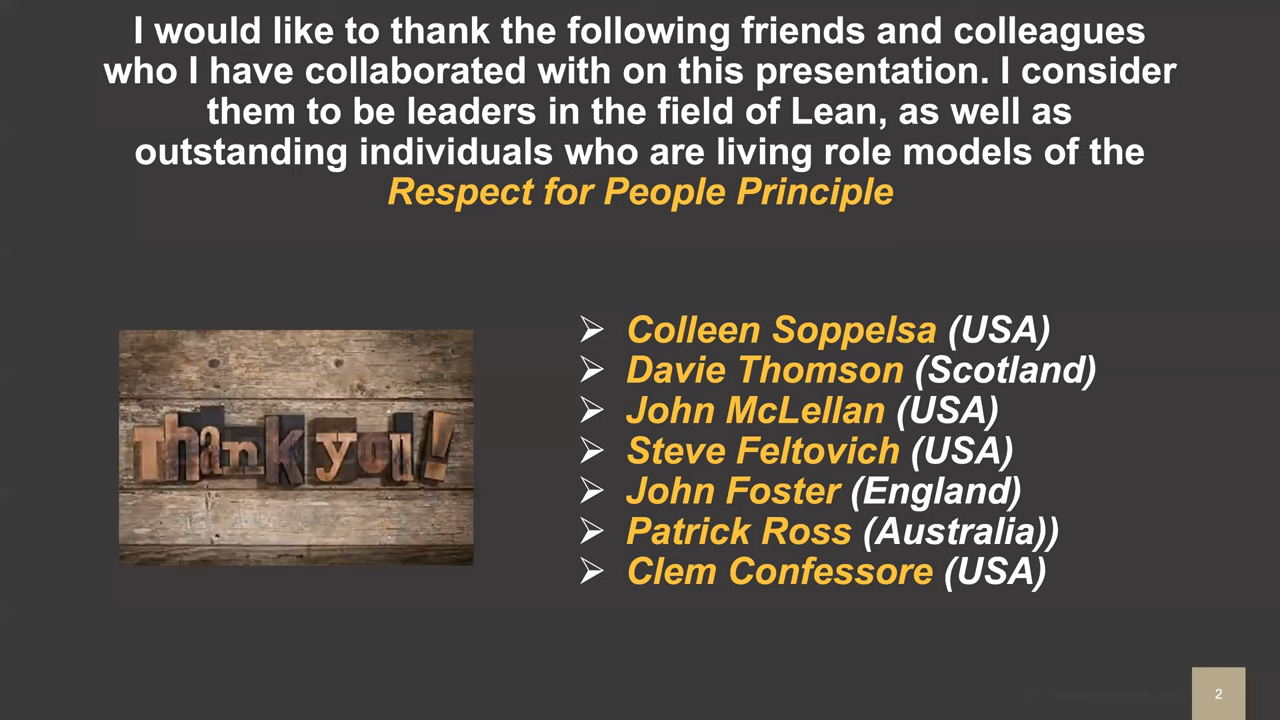 I would like to thank the following friends and colleagues
who I have collaborated with on this presentation. I consider
them to be leaders in the field of Lean, as well as
outstanding individuals who are living role models of the
Respect for People Principle
thank you!
➢ Colleen Soppelsa (USA)
➢ Davie Thomson (Scotland)
➢ John McLellan (USA)
➢ Steve Feltovich (USA)
➢ John Foster (England)
➢ Patrick Ross (Australia))
➢ Clem Confessore (USA)
2